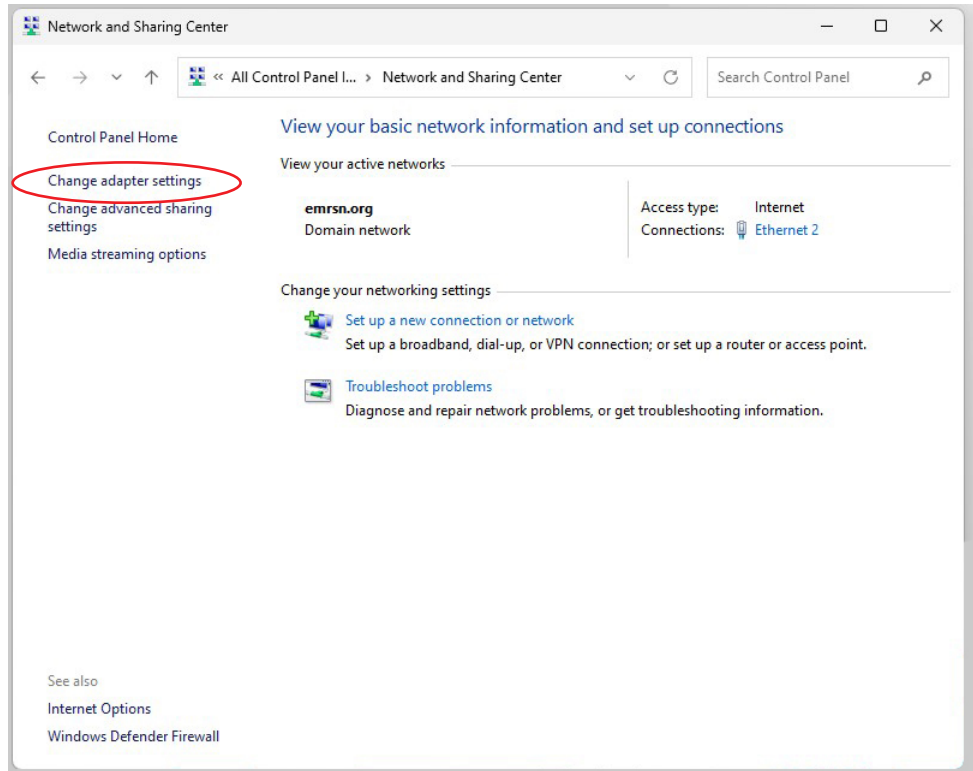 Network and Sharing Center
« All Control Panel I... > Network and Sharing Center
Search Control Panel
Control Panel Home
Change adapter settings
Change advanced sharing
settings
Media streaming options
View your basic network information and set up connections
View your active networks
emrsn.org
Domain network
Access type: Internet
Connections: Ethernet 2
Change your networking settings
Set up a new connection or network
Set up a broadband, dial-up, or VPN connection; or set up a router or access point.
Troubleshoot problems
Diagnose and repair network problems, or get troubleshooting information.
See also
Internet Options
Windows Defender Firewall